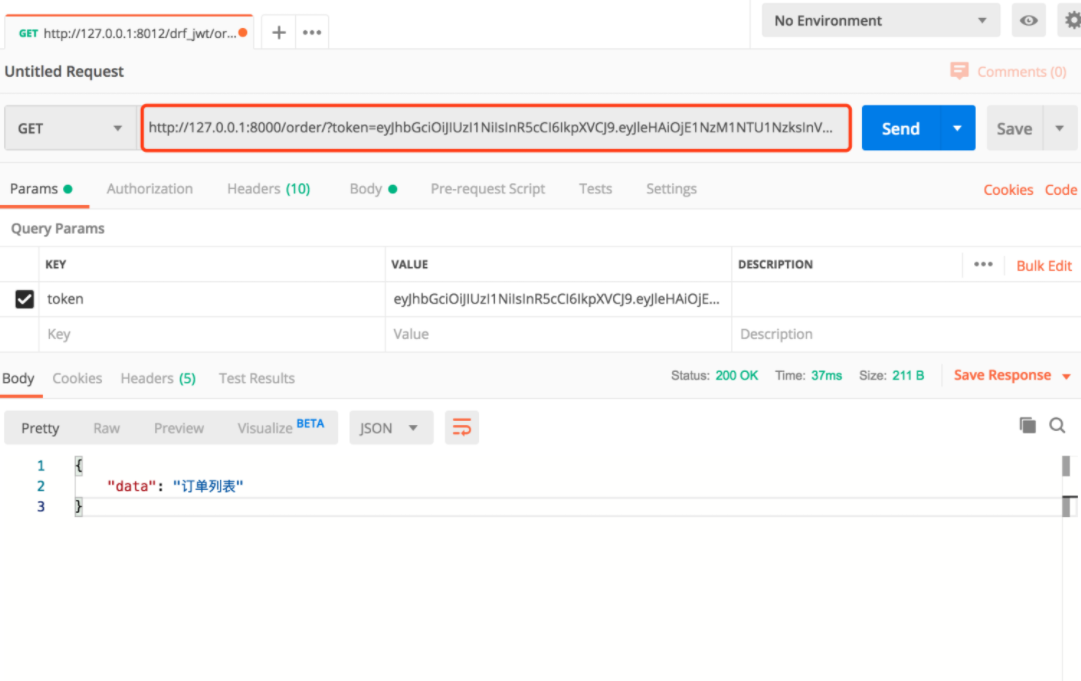 GET http://127.0.0.1:8012/drf_jwt/or...
No Environment
Untitled Request
Comments (0)
GET http://127.0.0.1:8000/order/?token=eyJhbGciOiJIUzI1NiIsInR5cCI6IkpXVCJ9.eyJleHAiOjE1NzM1NTU1NzksInV... Send Save
Params Authorization Headers (10) Body Pre-request Script Tests Settings Cookies Code
Query Params
KEY VALUE DESCRIPTION ••• Bulk Edit
token eyJhbGciOiJIUzI1NiIsInR5cCI6IkpXVCJ9.eyJleHAiOjE...
Key Value Description
Body Cookies Headers (5) Test Results Status: 200 OK Time: 37ms Size: 211 B Save Response
Pretty Raw Preview Visualize BETA JSON
1 {
2 "data": "订单列表"
3 }